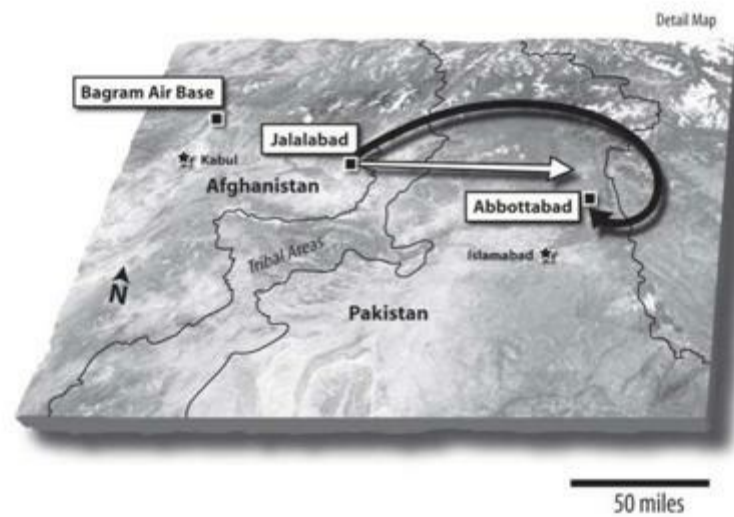 Detail Map
Bagram Air Base
Jalalabad
Kabul
Afghanistan
Abbottabad
Tribal Areas
Islamabad
N
Pakistan
50 miles